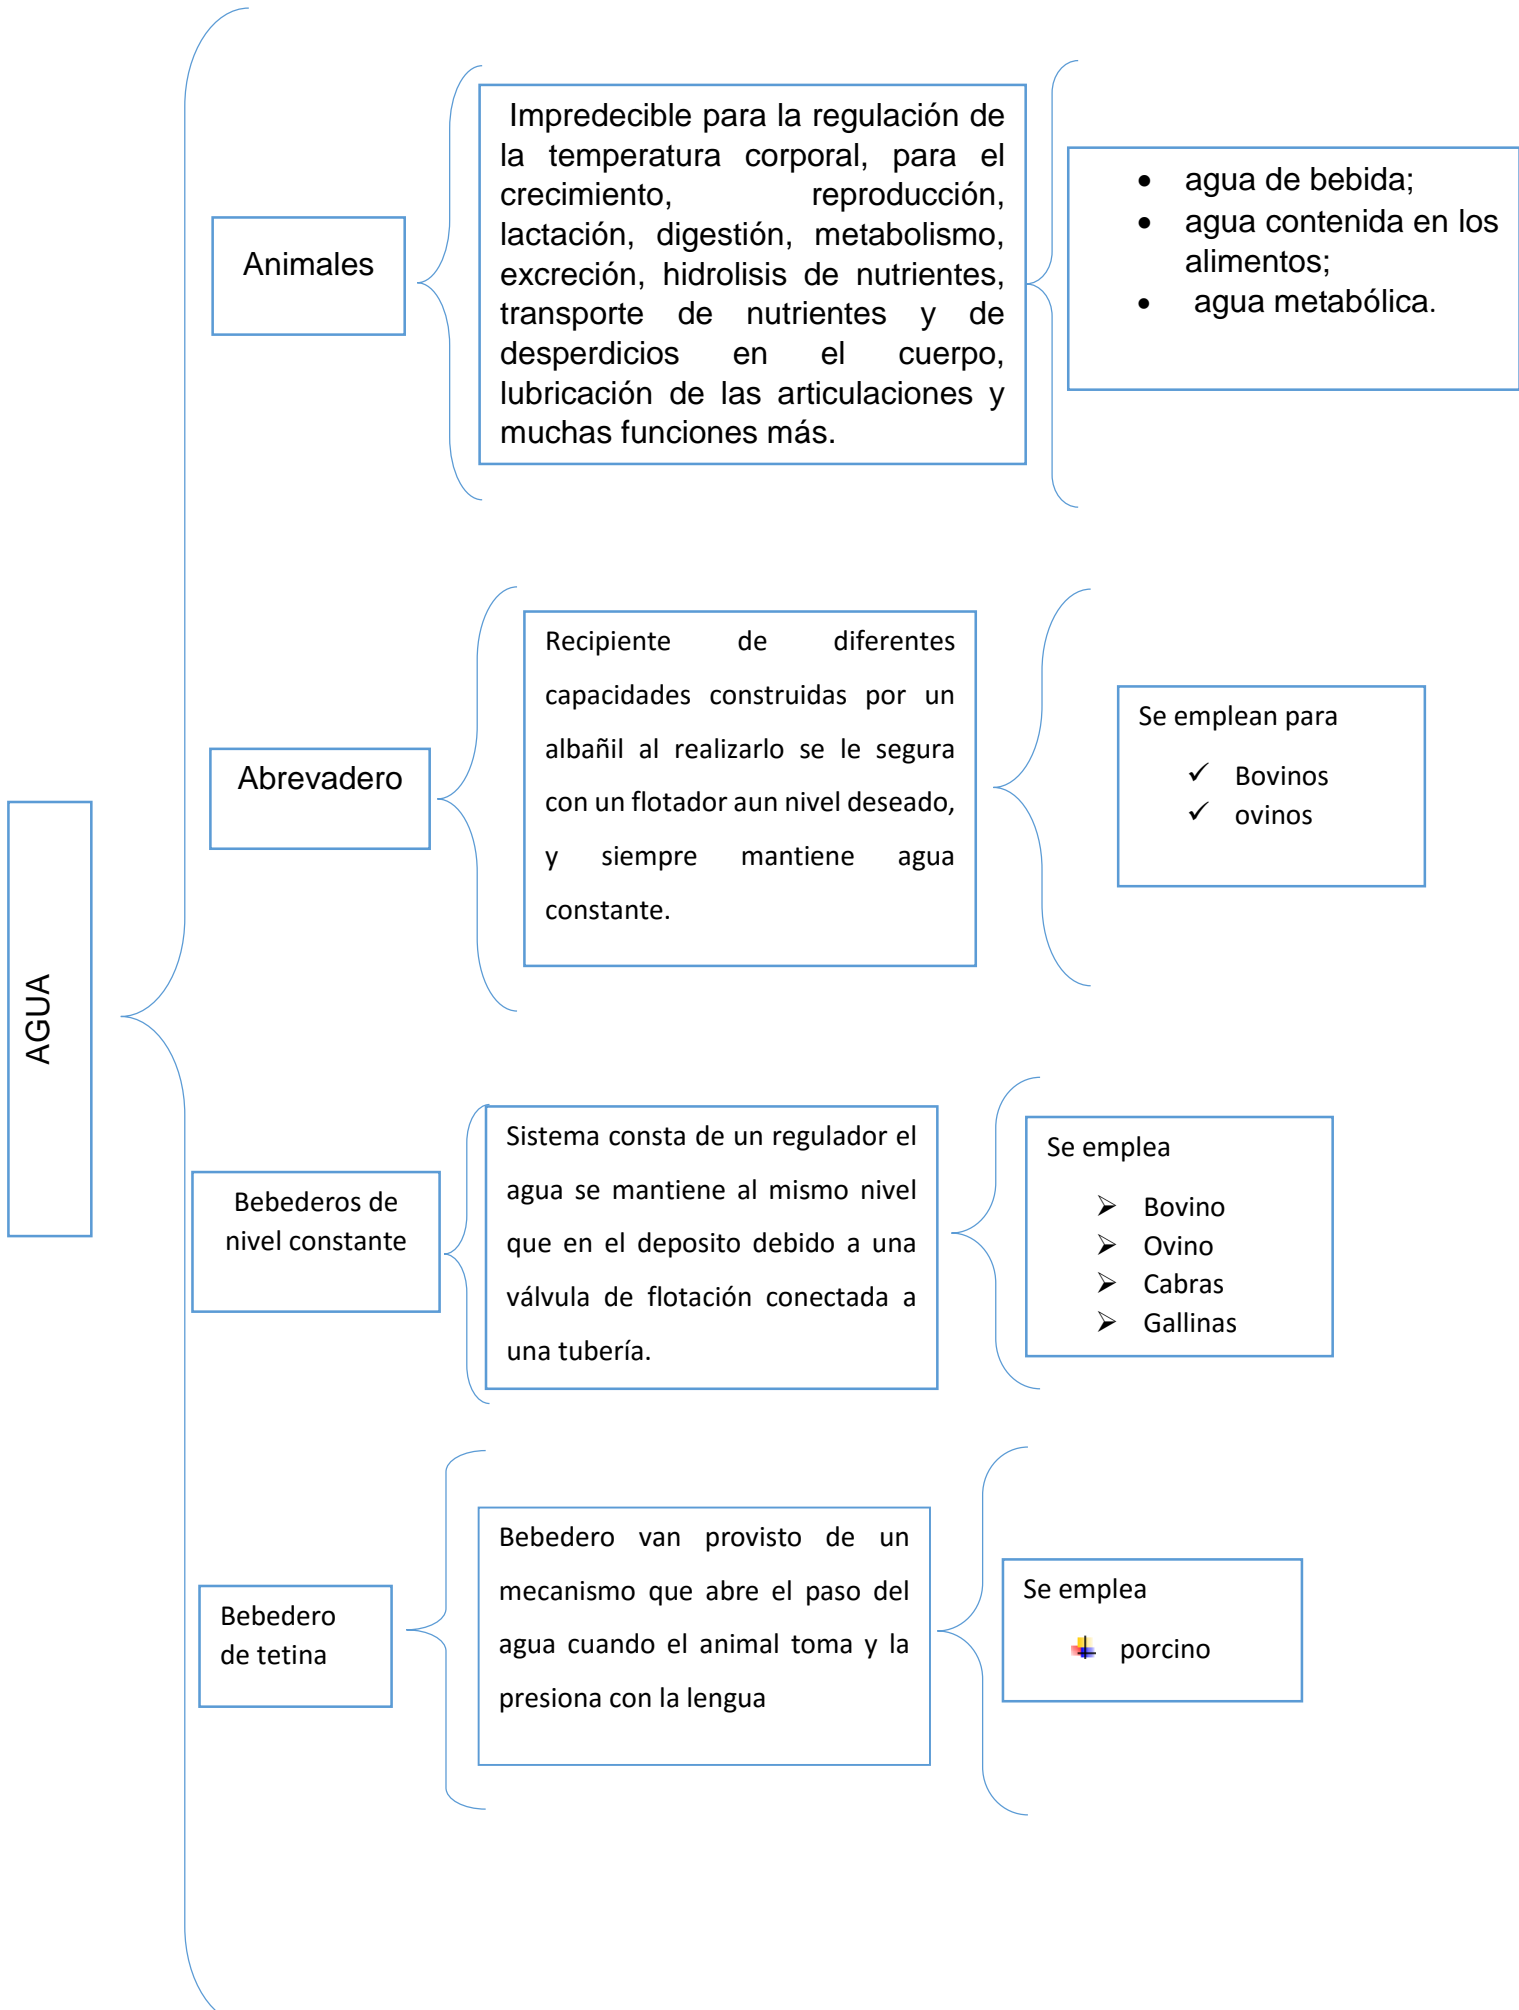 AGUA
Animales
Impredecible para la regulación de
la temperatura corporal, para el
crecimiento, reproducción,
lactación, digestión, metabolismo,
excreción, hidrolisis de nutrientes,
transporte de nutrientes y de
desperdicios en el cuerpo,
lubricación de las articulaciones y
muchas funciones más.
• agua de bebida;
• agua contenida en los
alimentos;
• agua metabólica.
Abrevadero
Recipiente de diferentes
capacidades construidas por un
albañil al realizarlo se le segura
con un flotador aun nivel deseado,
y siempre mantiene agua
constante.
Se emplean para
✓ Bovinos
✓ ovinos
Bebederos de
nivel constante
Sistema consta de un regulador el
agua se mantiene al mismo nivel
que en el deposito debido a una
válvula de flotación conectada a
una tubería.
Se emplea
➢ Bovino
➢ Ovino
➢ Cabras
➢ Gallinas
Bebedero
de tetina
Bebedero van provisto de un
mecanismo que abre el paso del
agua cuando el animal toma y la
presiona con la lengua
Se emplea
porcino